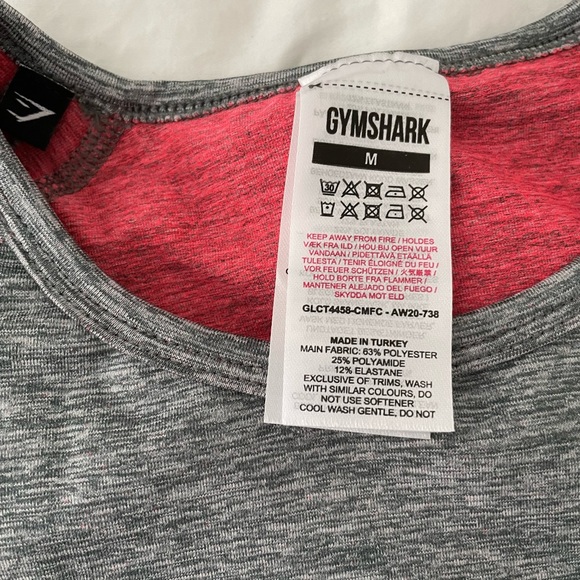 GYMSHARK
M
30
KEEP AWAY FROM FIRE / HOLDES
VÆK FRA ILD / HOU BIJ OPEN VUUR
VANDAAN / PIDETTÄVÄ ETÄÄLLÄ
TULESTA / TENIR ÉLOIGNÉ DU FEU /
VOR FEUER SCHÜTZEN / 火気厳禁 /
HOLD BORTE FRA FLAMMER /
MANTENER ALEJADO DEL FUEGO /
SKYDDA MOT ELD
GLCT4458-CMFC - AW20-738
MADE IN TURKEY
MAIN FABRIC: 63% POLYESTER
25% POLYAMIDE
12% ELASTANE
EXCLUSIVE OF TRIMS, WASH
WITH SIMILAR COLOURS, DO
NOT USE SOFTENER
COOL WASH GENTLE, DO NOT